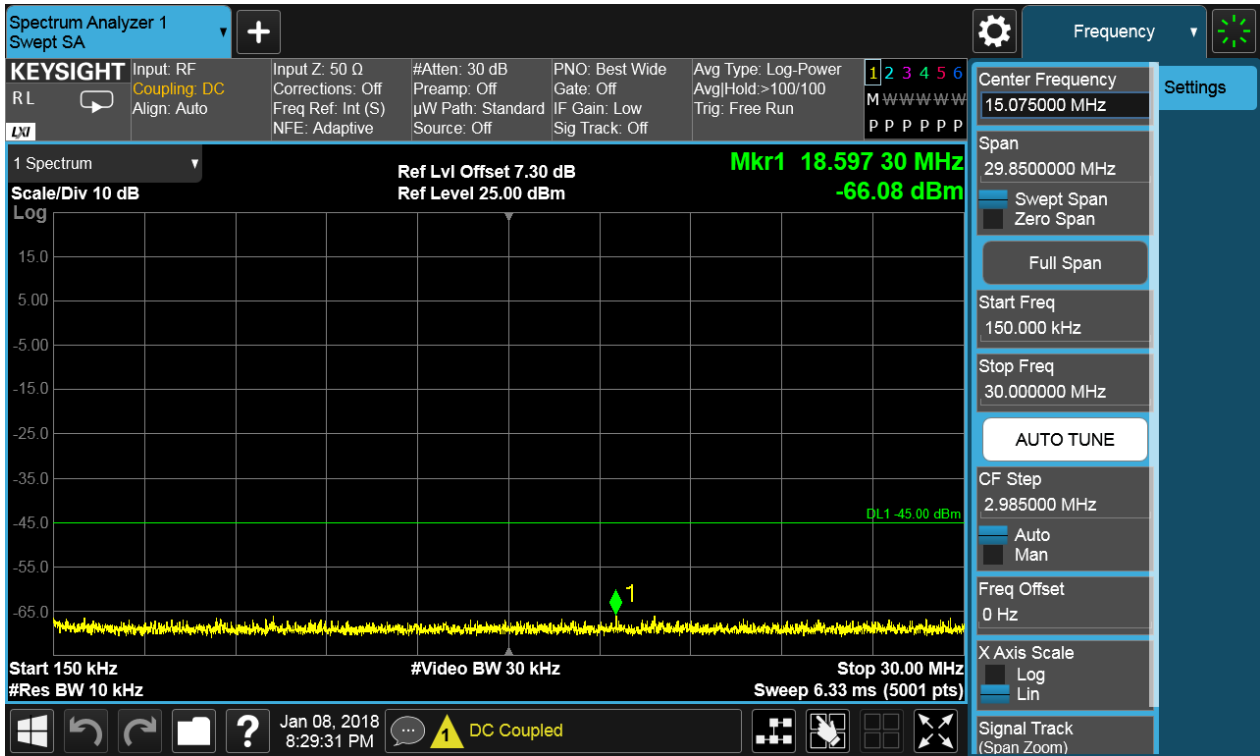 Spectrum Analyzer 1
Swept SA
+
Frequency
KEYSIGHT
RL
LXI
Input: RF
Coupling: DC
Align: Auto
Input Z: 50 Ω
Corrections: Off
Freq Ref: Int (S)
NFE: Adaptive
#Atten: 30 dB
Preamp: Off
µW Path: Standard
Source: Off
PNO: Best Wide
Gate: Off
IF Gain: Low
Sig Track: Off
Avg Type: Log-Power
Avg|Hold:>100/100
Trig: Free Run
1 2 3 4 5 6
M W W W W W
P P P P P P
1 Spectrum
Scale/Div 10 dB
Log
Ref Lvl Offset 7.30 dB
Ref Level 25.00 dBm
Mkr1 18.597 30 MHz
-66.08 dBm
15.0
5.00
-5.00
-15.0
-25.0
-35.0
-45.0
-55.0
-65.0
DL1 -45.00 dBm
1
Start 150 kHz
#Res BW 10 kHz
#Video BW 30 kHz
Stop 30.00 MHz
Sweep 6.33 ms (5001 pts)
Center Frequency
15.075000 MHz
Span
29.8500000 MHz
Swept Span
Zero Span
Full Span
Start Freq
150.000 kHz
Stop Freq
30.000000 MHz
AUTO TUNE
CF Step
2.985000 MHz
Auto
Man
Freq Offset
0 Hz
X Axis Scale
Log
Lin
Signal Track
(Span Zoom)
Settings
?
Jan 08, 2018
8:29:31 PM
1
DC Coupled